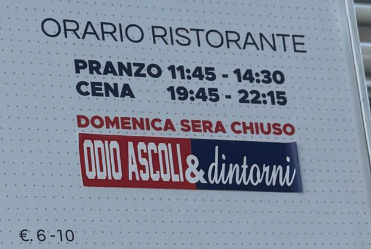 ORARIO RISTORANTE
PRANZO 11:45 - 14:30
CENA 19:45 - 22:15
DOMENICA SERA CHIUSO
ODIO ASCOLI & dintorni
€. 6 -10